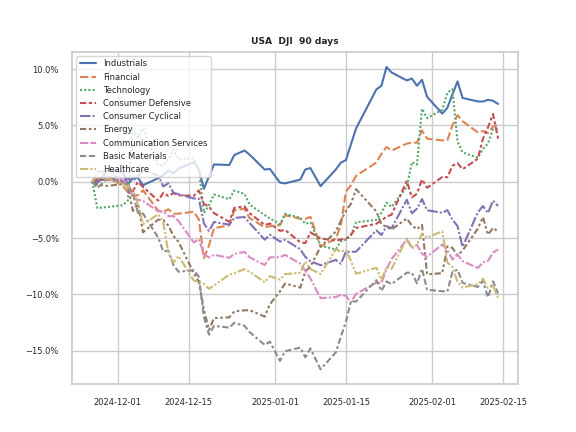 USA DJI 90 days
10.0%
5.0%
0.0%
−5.0%
−10.0%
−15.0%
Industrials
Financial
Technology
Consumer Defensive
Consumer Cyclical
Energy
Communication Services
Basic Materials
Healthcare
2024-12-01
2024-12-15
2025-01-01
2025-01-15
2025-02-01
2025-02-15